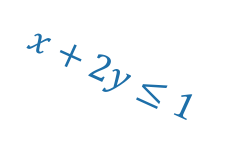 x + 2y ≤ 1